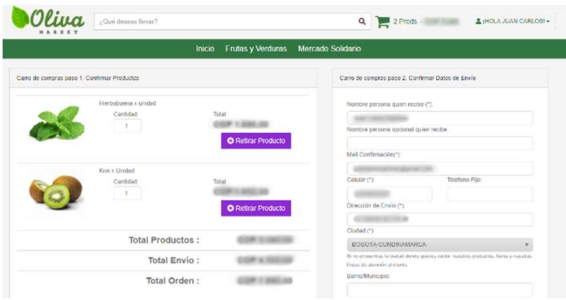 Oliva
MARKET
¿Qué deseas llevar?
2 Prods. -
¡HOLA JUAN CARLOS!
Inicio Frutas y Verduras Mercado Solidario
Carro de compras paso 1. Confirmar Productos
Hierbabuena x unidad
Cantidad
Total
1
Retirar Producto
Kiwi x Unidad
Cantidad
Total
1
Retirar Producto
Total Productos :
Total Envio :
Total Orden :
Carro de compras paso 2. Confirmar Datos de Envío
Nombre persona quien recibe (*):
Nombre persona opcional quien recibe:
Mail Confirmación(*):
Celular (*):
Teléfono Fijo:
Dirección de Envío (*):
Ciudad (*):
BOGOTA-CUNDINAMARCA
Barrio/Municipio: